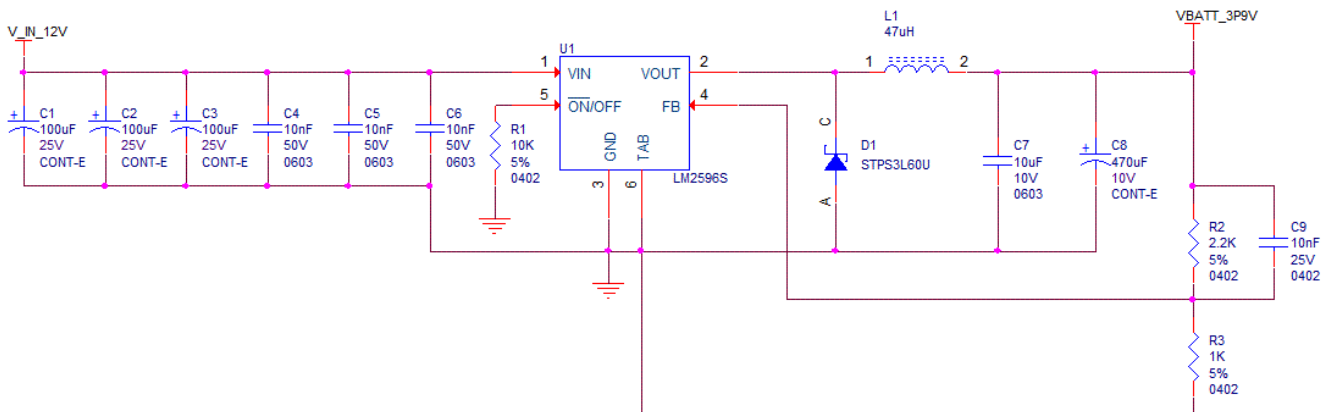 V_IN_12V
C1
100uF
25V
CONT-E
C2
100uF
25V
CONT-E
C3
100uF
25V
CONT-E
C4
10nF
50V
0603
C5
10nF
50V
0603
C6
10nF
50V
0603
R1
10K
5%
0402
U1
1
VIN
5
ON/OFF
VOUT
2
FB
4
GND
3
TAB
6
LM2596S
L1
47uH
1
2
C
D1
STPS3L60U
A
C7
10uF
10V
0603
C8
470uF
10V
CONT-E
VBATT_3P9V
R2
2.2K
5%
0402
C9
10nF
25V
0402
R3
1K
5%
0402